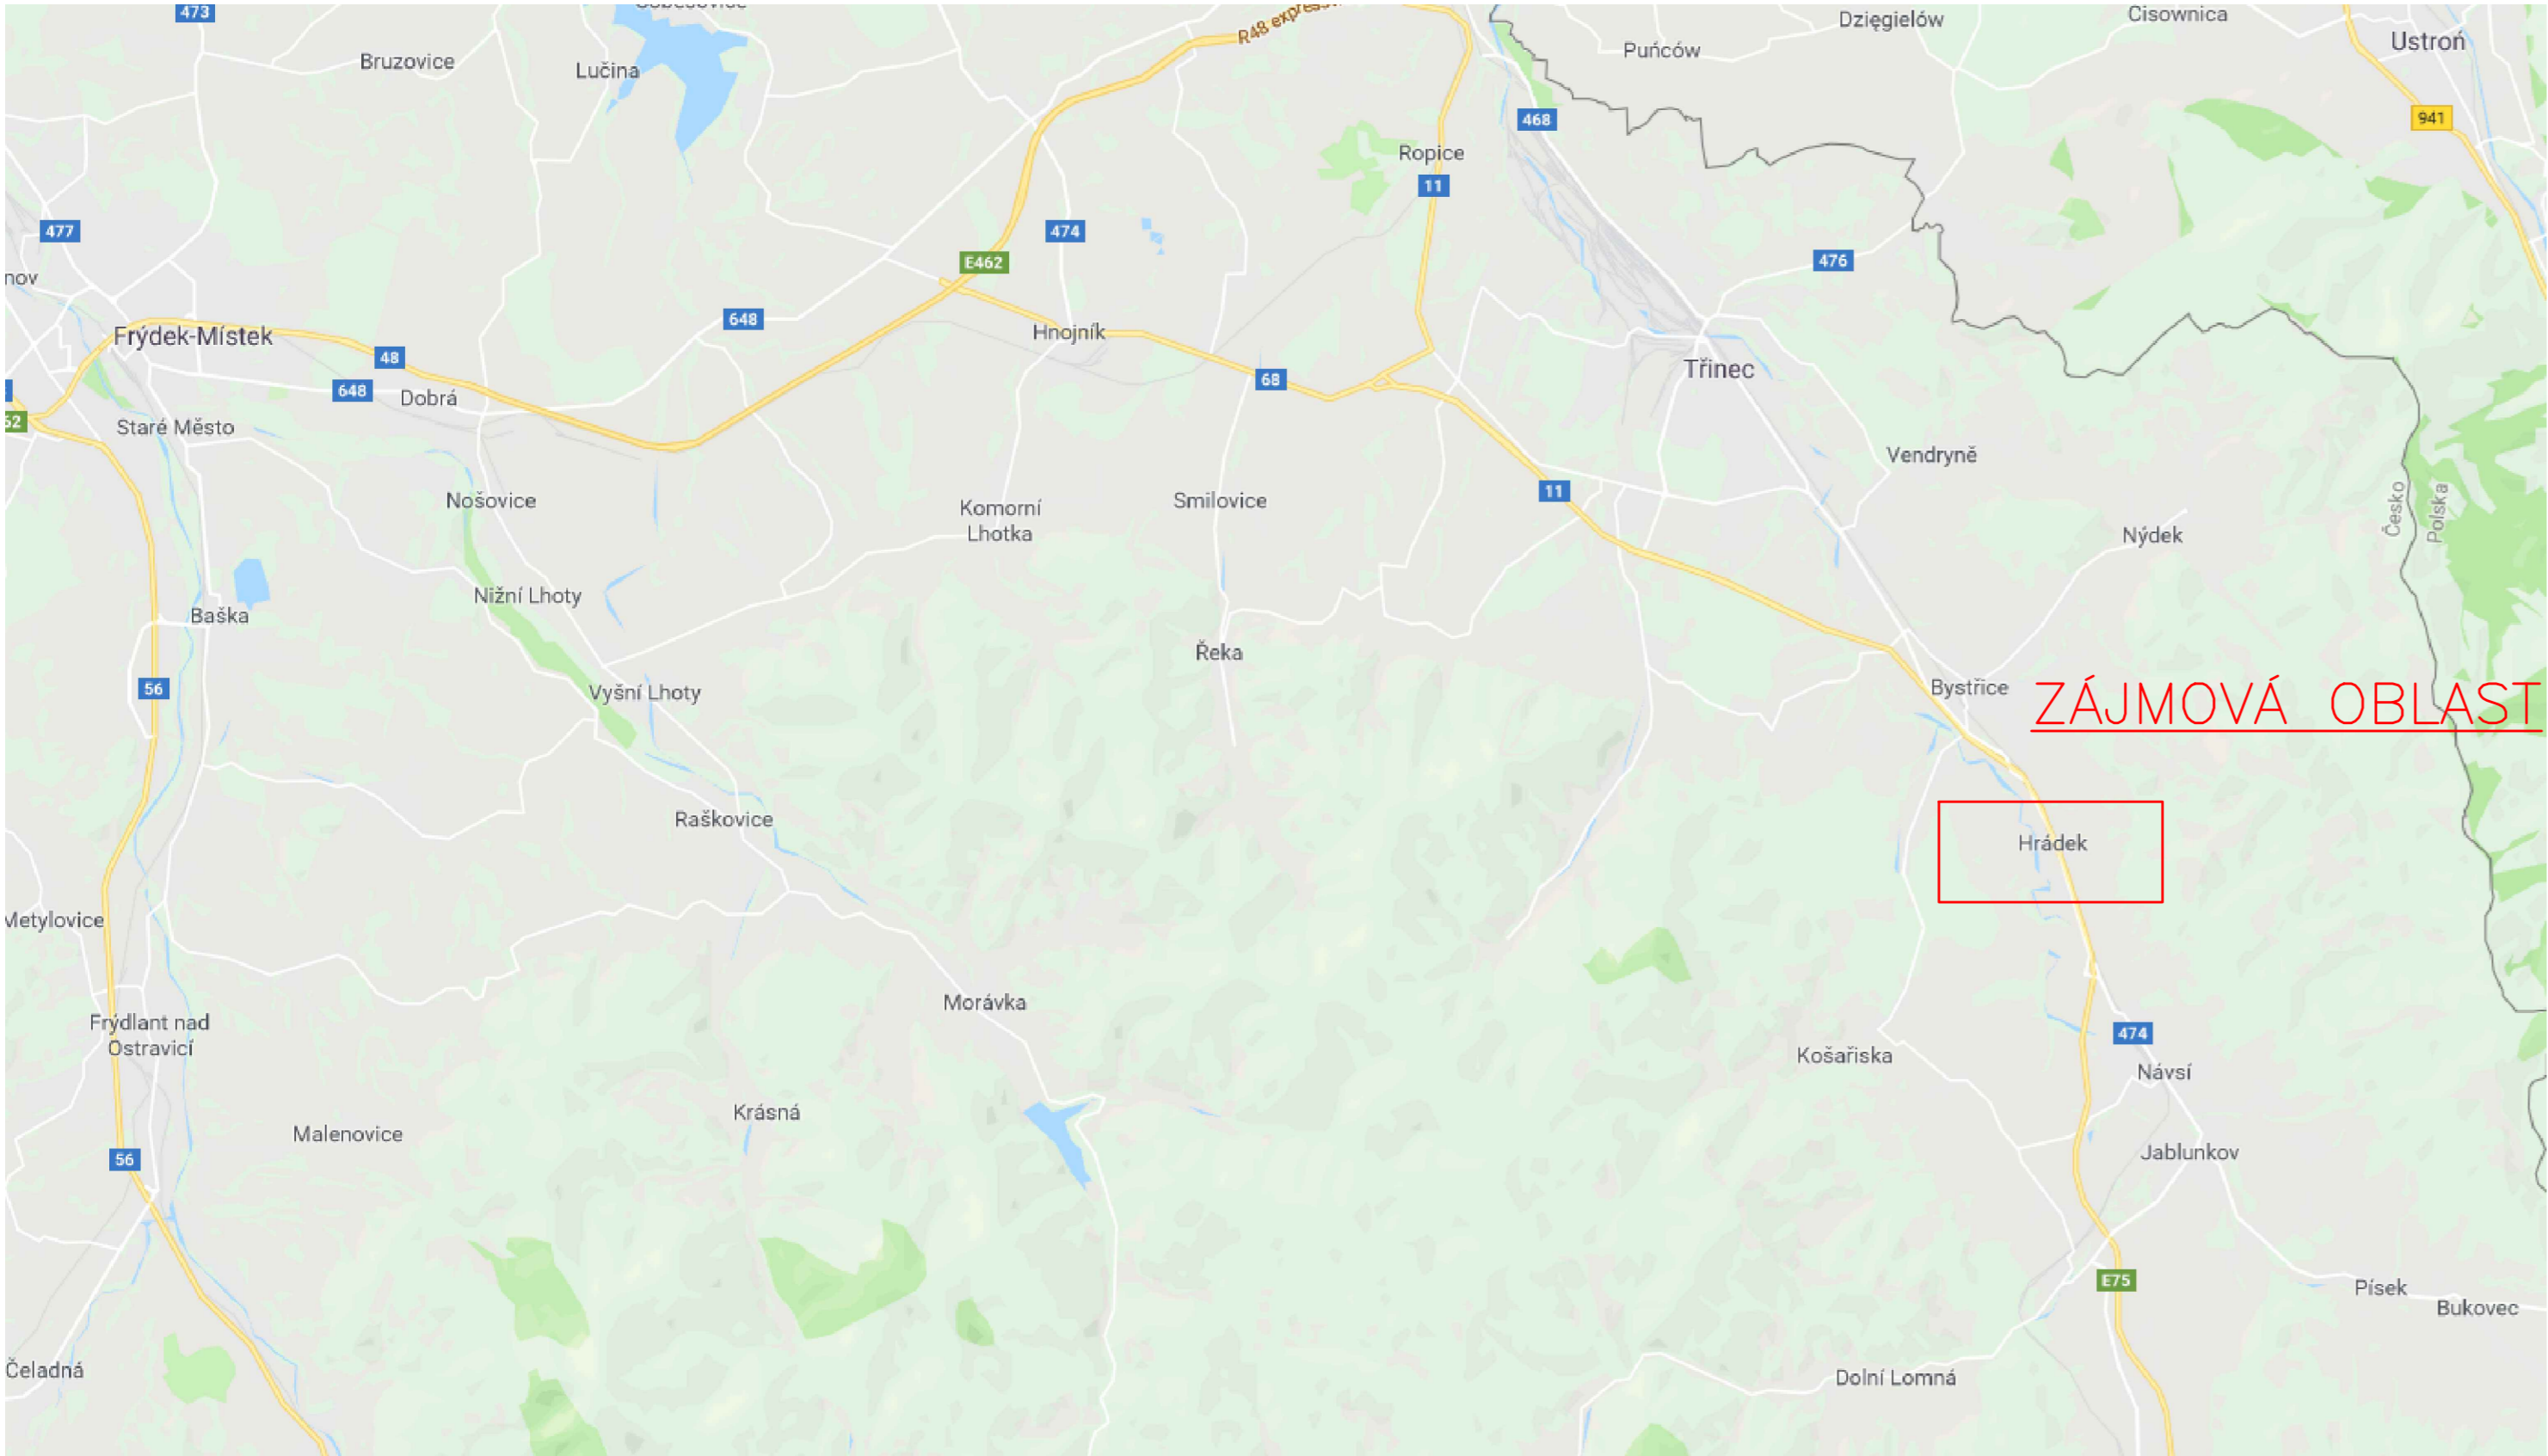 473
Bruzovice
Lučina
R48
Puńców
Dzięgielów
Cisownica
Ustroń
941
468
Ropice
11
477
474
E462
476
nov
648
Hnojník
Frýdek-Místek
48
648
Dobrá
68
Třinec
Staré Město
Vendryně
Nošovice
Komorní
Lhotka
Smilovice
11
Česko
Polska
Nýdek
Nižní Lhoty
Baška
Řeka
56
Vyšní Lhoty
Bystřice
ZÁJMOVÁ OBLAST
Raškovice
Hrádek
Metylovice
Morávka
Frýdlant nad
Ostravicí
474
Košařiska
Návsí
Krásná
Malenovice
56
Jablunkov
E75
Písek
Bukovec
Čeladná
Dolní Lomná